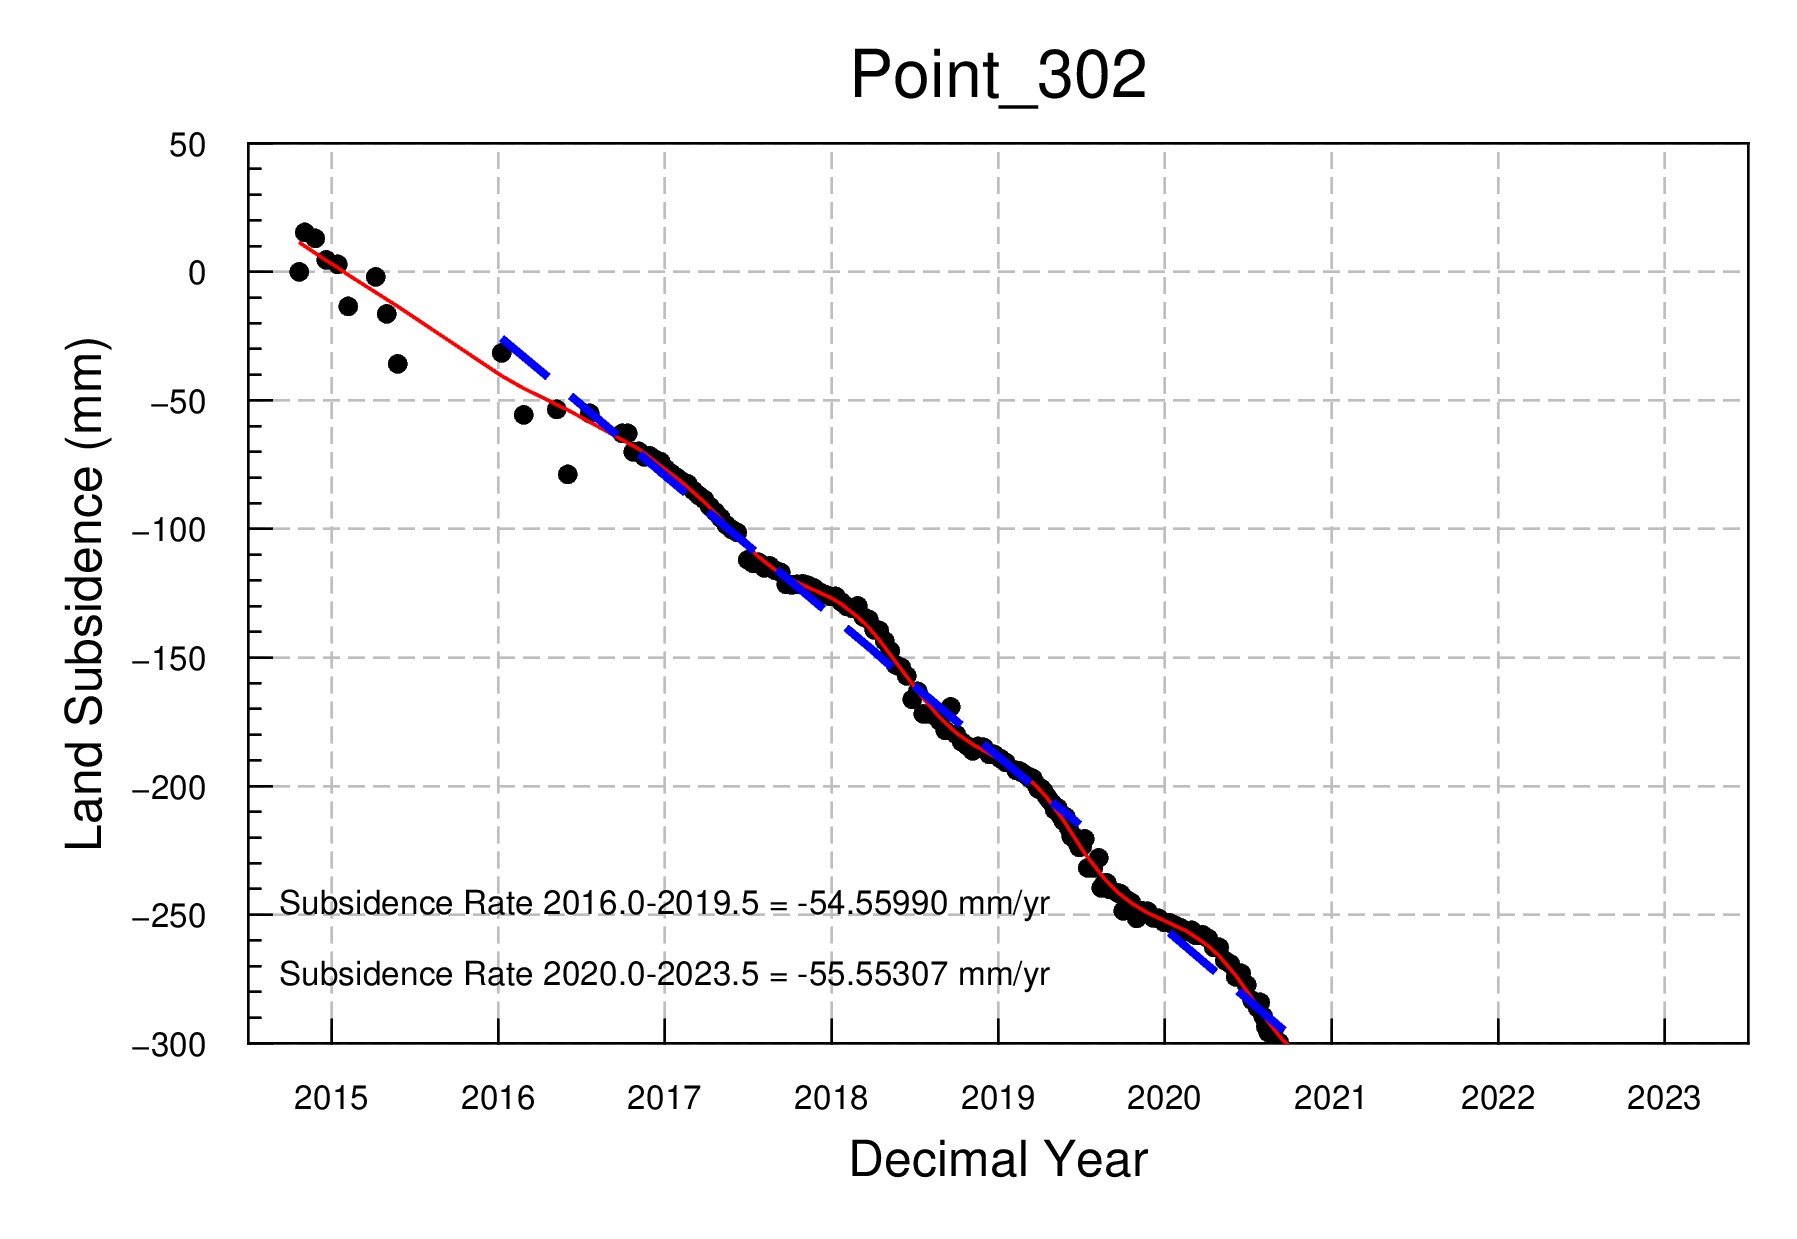 Point_302
50
0
−50
−100
−150
−200
−250
−300
Land Subsidence (mm)
Subsidence Rate 2016.0-2019.5 = -54.55990 mm/yr
Subsidence Rate 2020.0-2023.5 = -55.55307 mm/yr
2015 2016 2017 2018 2019 2020 2021 2022 2023
Decimal Year